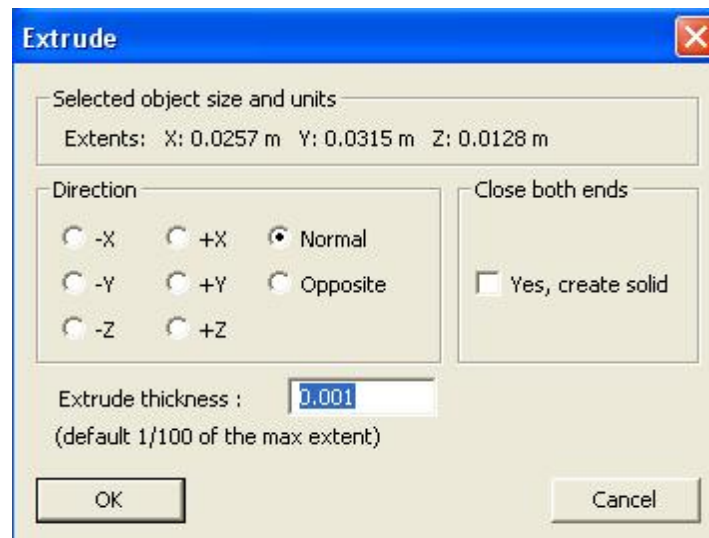 Extrude
Selected object size and units
Extents: X: 0.0257 m Y: 0.0315 m Z: 0.0128 m
Direction
Close both ends
-X +X Normal
-Y +Y Opposite
Yes, create solid
-Z +Z
Extrude thickness : 0.001
(default 1/100 of the max extent)
OK Cancel